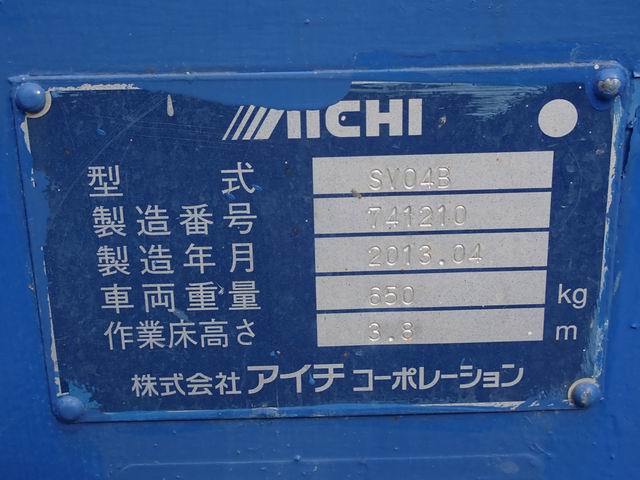 AICHI
型式 SV04B
製造番号 741210
製造年月 2013.04
車両重量 650 kg
作業床高さ 3.8 m
株式会社アイチコーポレーション